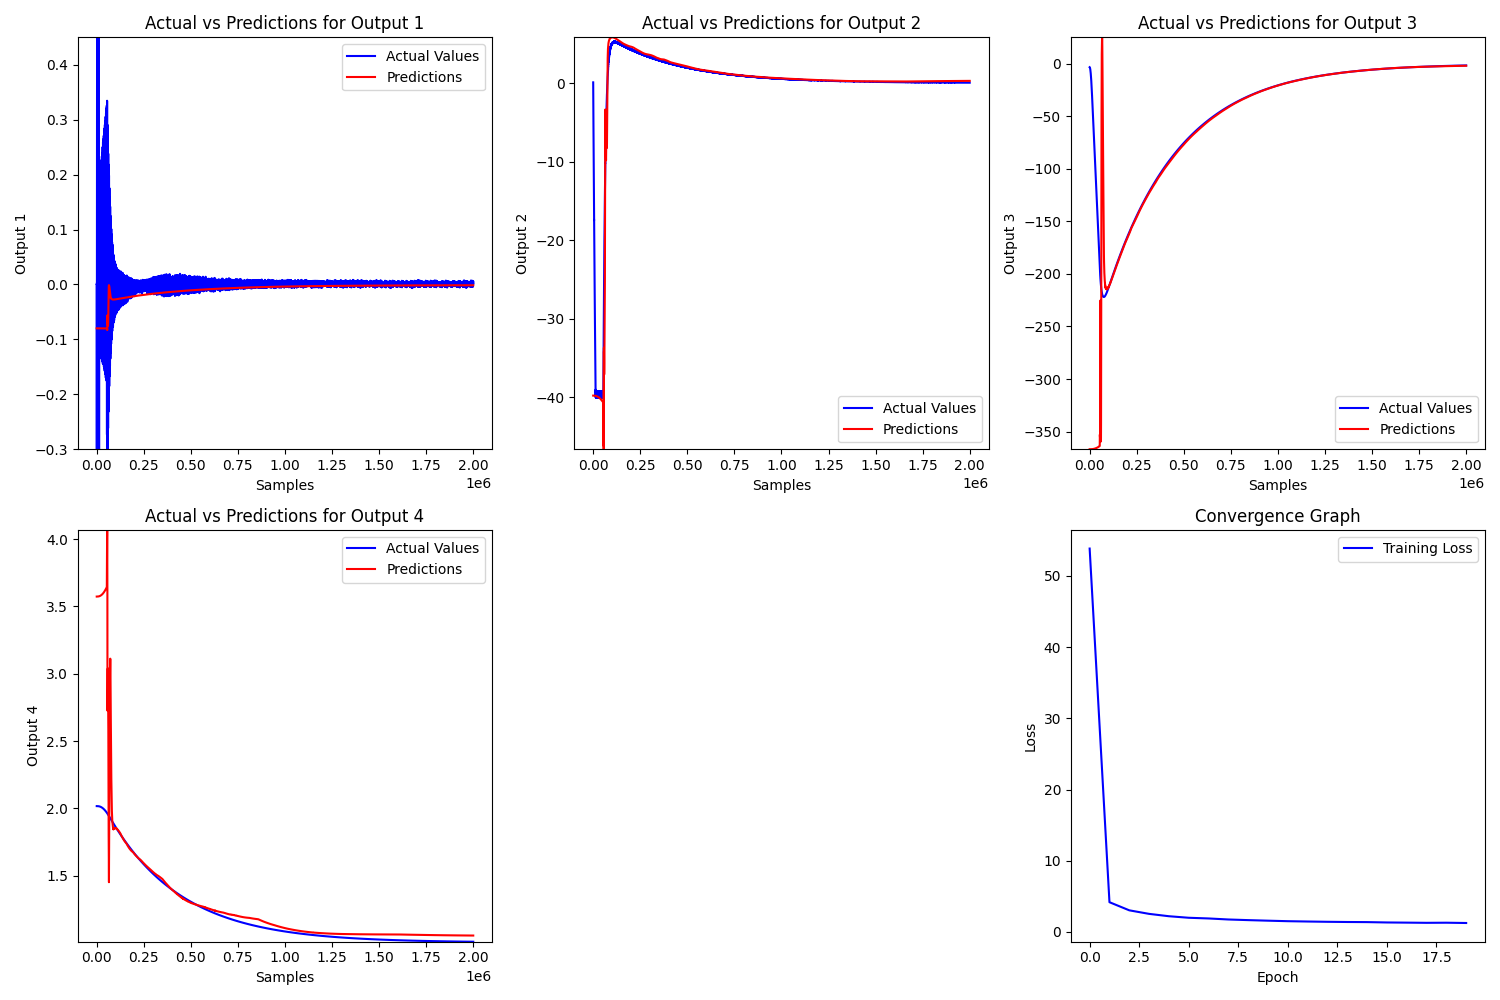 Actual vs Predictions for Output 1
Actual Values
Predictions
0.4
0.3
0.2
0.1
0.0
−0.1
−0.2
−0.3
Output 1
0.00 0.25 0.50 0.75 1.00 1.25 1.50 1.75 2.00
Samples
1e6
Actual vs Predictions for Output 2
0
−10
−20
−30
−40
Output 2
Actual Values
Predictions
0.00 0.25 0.50 0.75 1.00 1.25 1.50 1.75 2.00
Samples
1e6
Actual vs Predictions for Output 3
0
−50
−100
−150
−200
−250
−300
−350
Output 3
Actual Values
Predictions
0.00 0.25 0.50 0.75 1.00 1.25 1.50 1.75 2.00
Samples
1e6
Actual vs Predictions for Output 4
Actual Values
Predictions
4.0
3.5
3.0
2.5
2.0
1.5
Output 4
0.00 0.25 0.50 0.75 1.00 1.25 1.50 1.75 2.00
Samples
1e6
Convergence Graph
Training Loss
50
40
30
20
10
0
Loss
0.0 2.5 5.0 7.5 10.0 12.5 15.0 17.5
Epoch